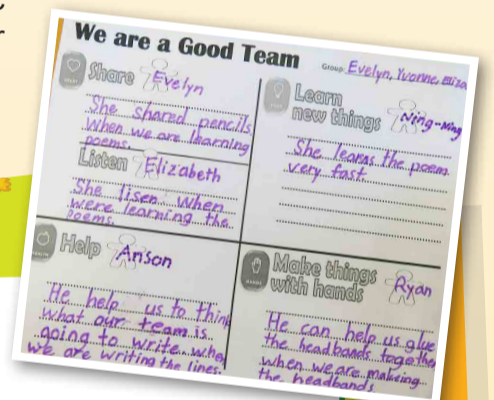 We are a Good Team
Group: Evelyn, Yvonne, Eliza
Share Evelyn
She shared pencils
when we are learning
poems.
Listen Elizabeth
She lisen when
were learning the
poems.
Learn
new things Ning-Ning
She learns the poem
very fast
Help Anson
He help us to think
what our team is
going to write when
we are writing the lines.
Make things
with hands Ryan
He can help us glue
the headbands together
when we are makeing
the headbands